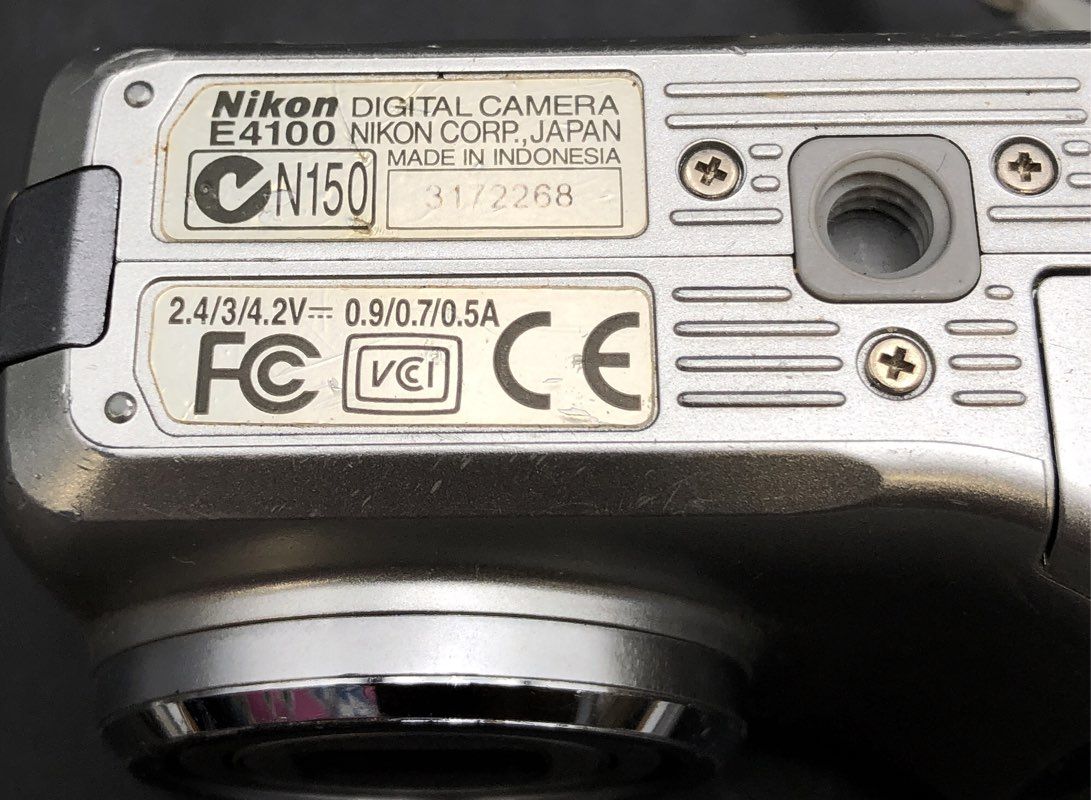 Nikon DIGITAL CAMERA
E4100 NIKON CORP., JAPAN
MADE IN INDONESIA
N150 3172268
2.4/3/4.2V⎓ 0.9/0.7/0.5A
FC VCI CE